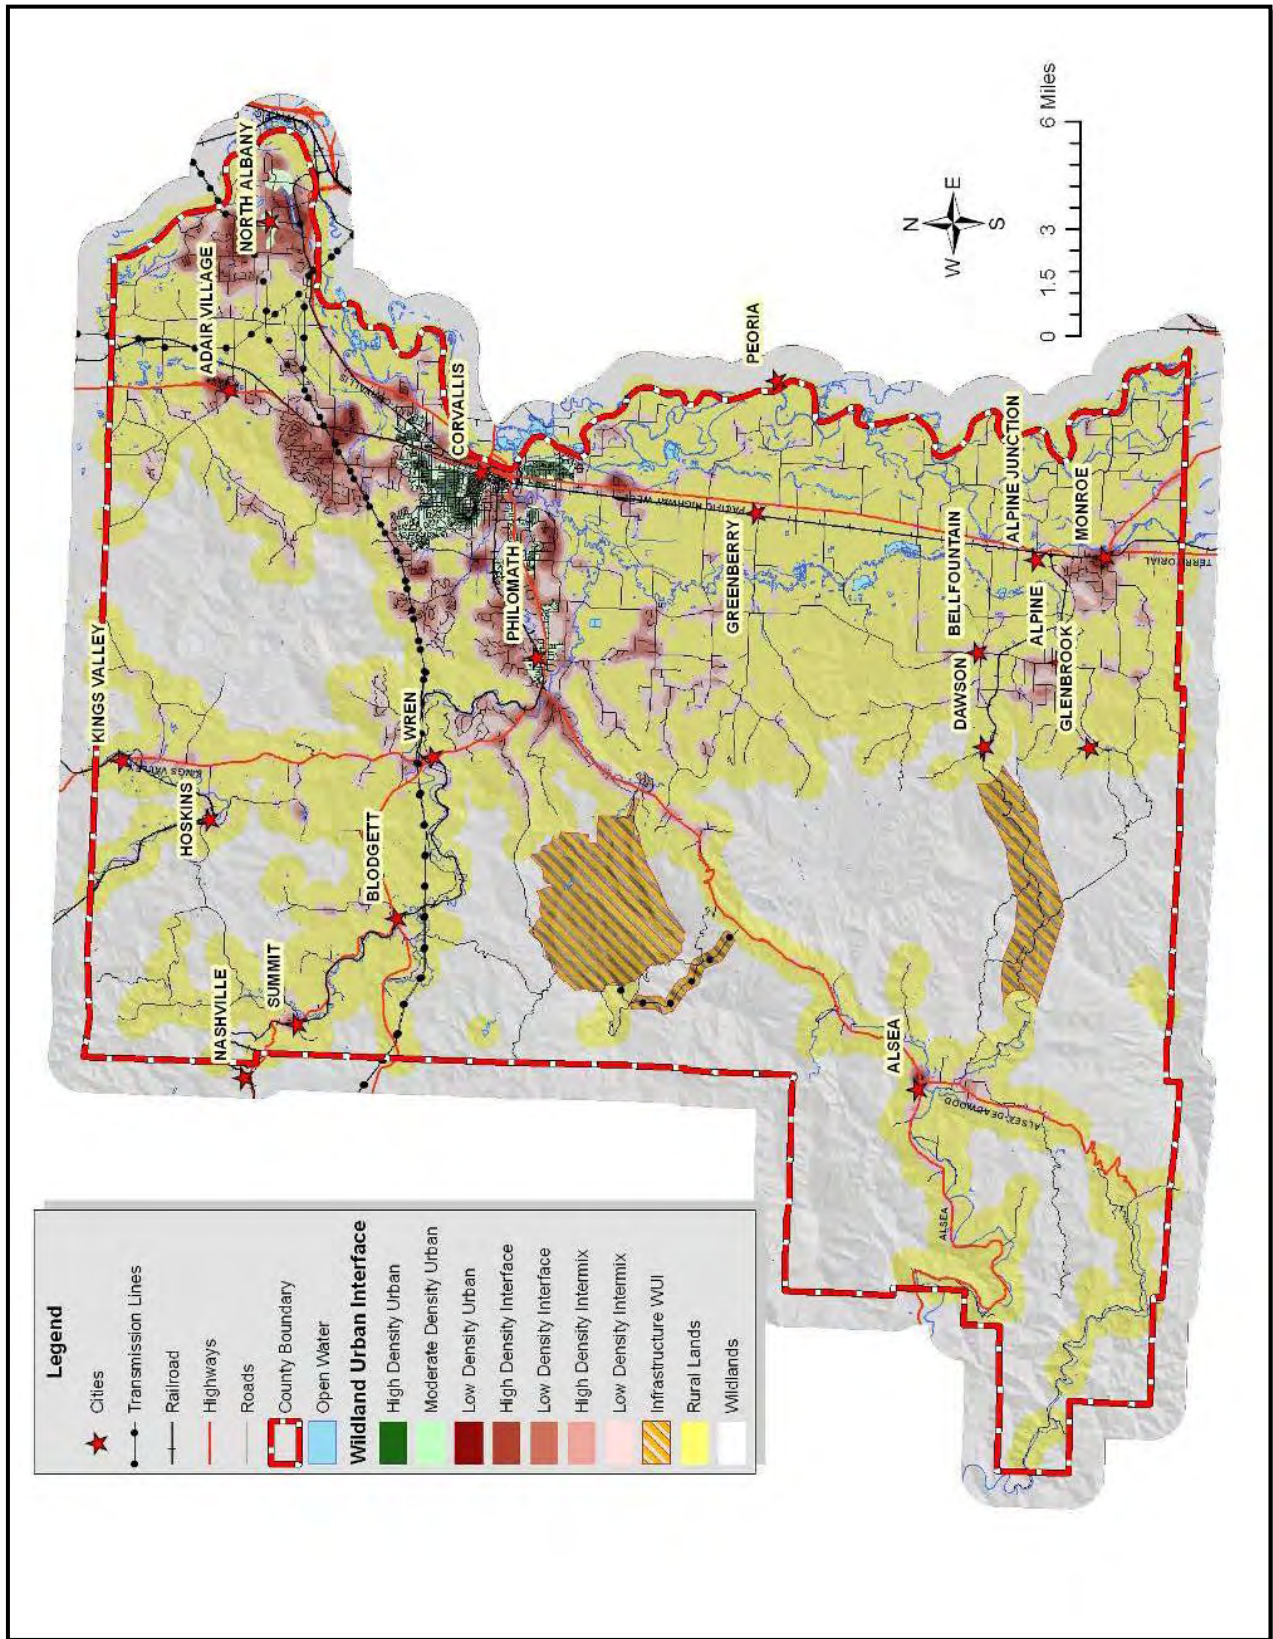 KINGS VALLEY
HOSKINS
NASHVILLE
SUMMIT
BLODGETT
WREN
ADAIR VILLAGE
NORTH ALBANY
CORVALLIS
PHILOMATH
GREENBERRY
PEORIA
BELLFOUNTAIN
ALPINE JUNCTION
DAWSON
ALPINE
MONROE
GLENBROOK
ALSEA
ALSEA
ALSEA-DEADWOOD
KINGS VALLEY
PACIFIC HIGHWAY WEST
TERRITORIAL
N
W
E
S
0 1.5 3 6 Miles
Legend
Cities
Transmission Lines
Railroad
Highways
Roads
County Boundary
Open Water
Wildland Urban Interface
High Density Urban
Moderate Density Urban
Low Density Urban
High Density Interface
Low Density Interface
High Density Intermix
Low Density Intermix
Infrastructure WUI
Rural Lands
Wildlands